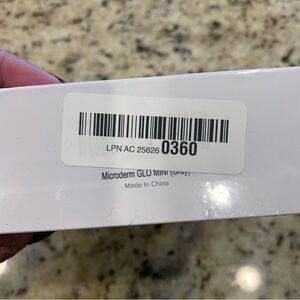 LPN AC 25626 0360
Microderm GLO MINI (Gray)
Made In China